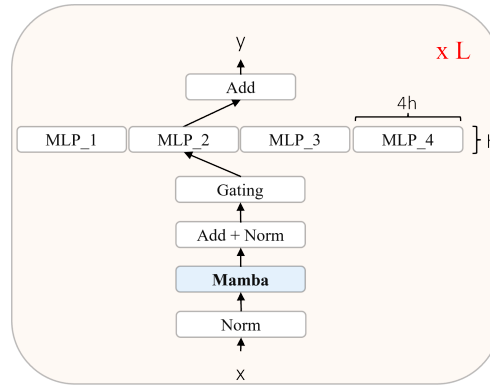 y
x L
Add
4h
MLP_1 MLP_2 MLP_3 MLP_4
Gating
Add + Norm
Mamba
Norm
x